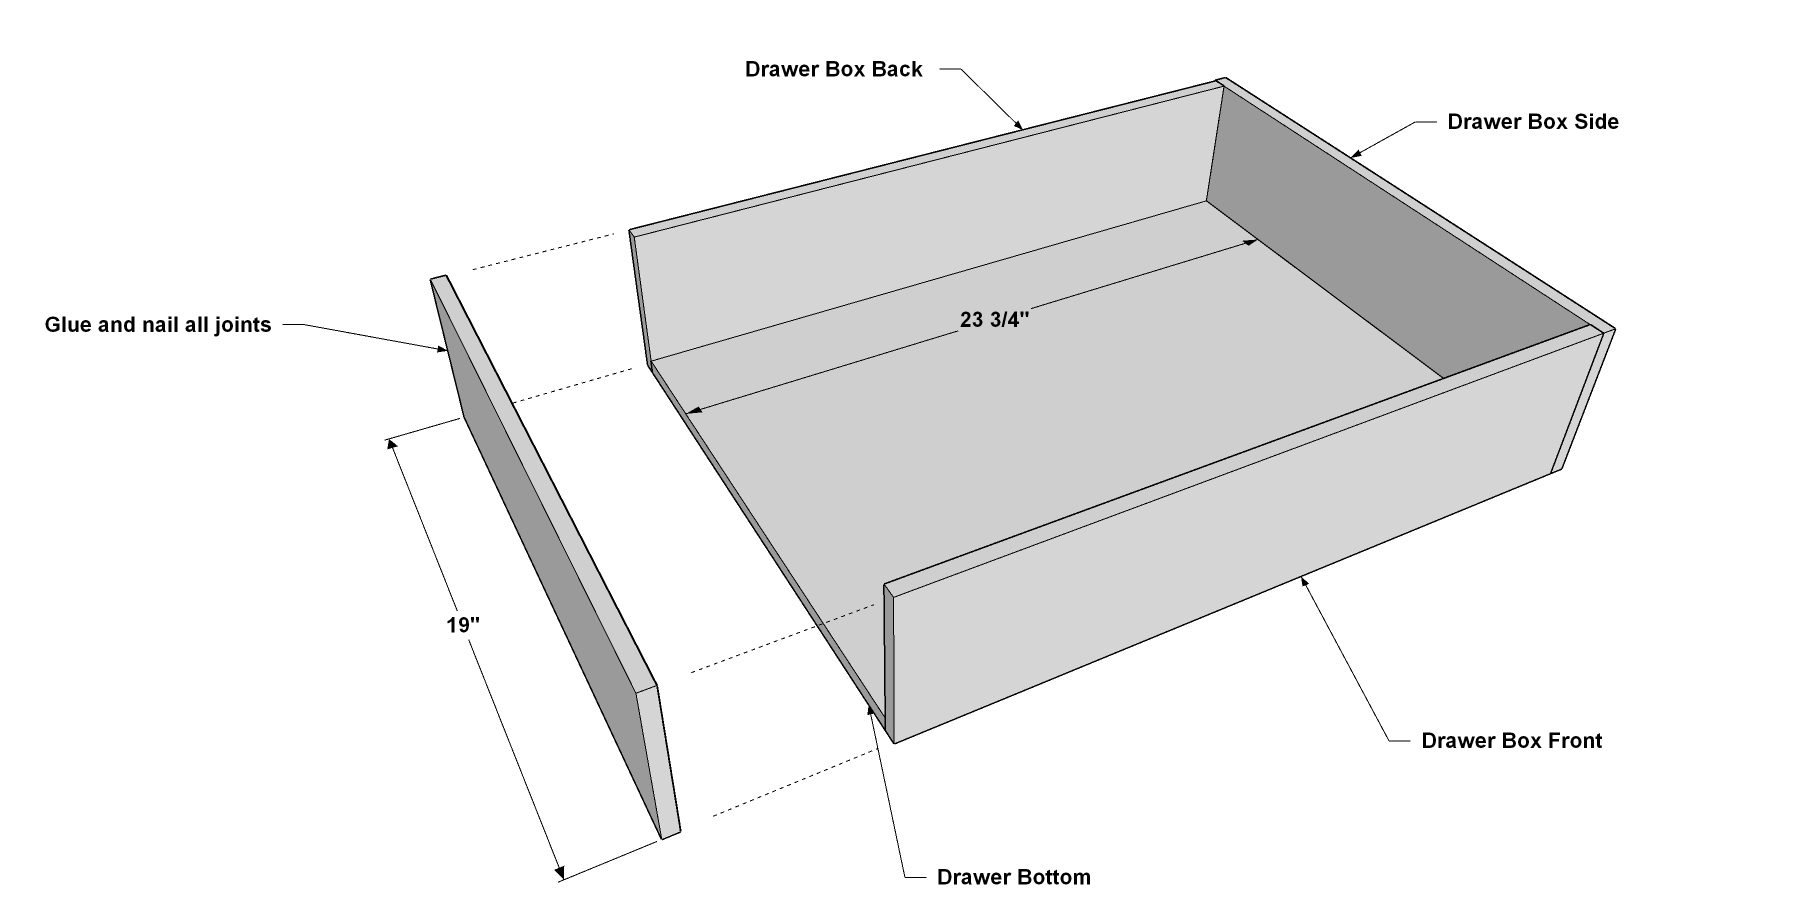 Drawer Box Back
Drawer Box Side
Glue and nail all joints
23 3/4"
19"
Drawer Box Front
Drawer Bottom